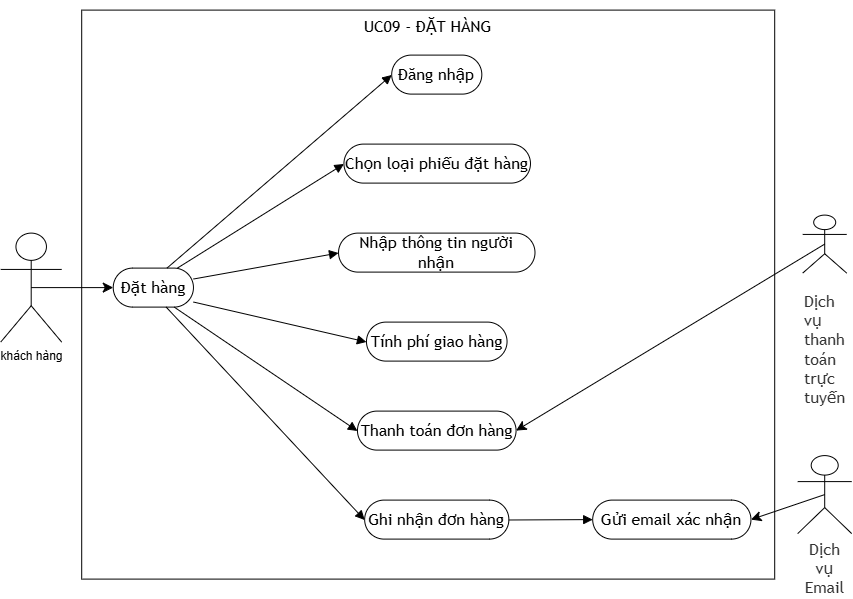 UC09 - ĐẶT HÀNG
Đăng nhập
Chọn loại phiếu đặt hàng
Nhập thông tin người
nhận
Đặt hàng
khách hàng
Tính phí giao hàng
Dịch
vụ
thanh
toán
trực
tuyến
Thanh toán đơn hàng
Ghi nhận đơn hàng
Gửi email xác nhận
Dịch
vụ
Email